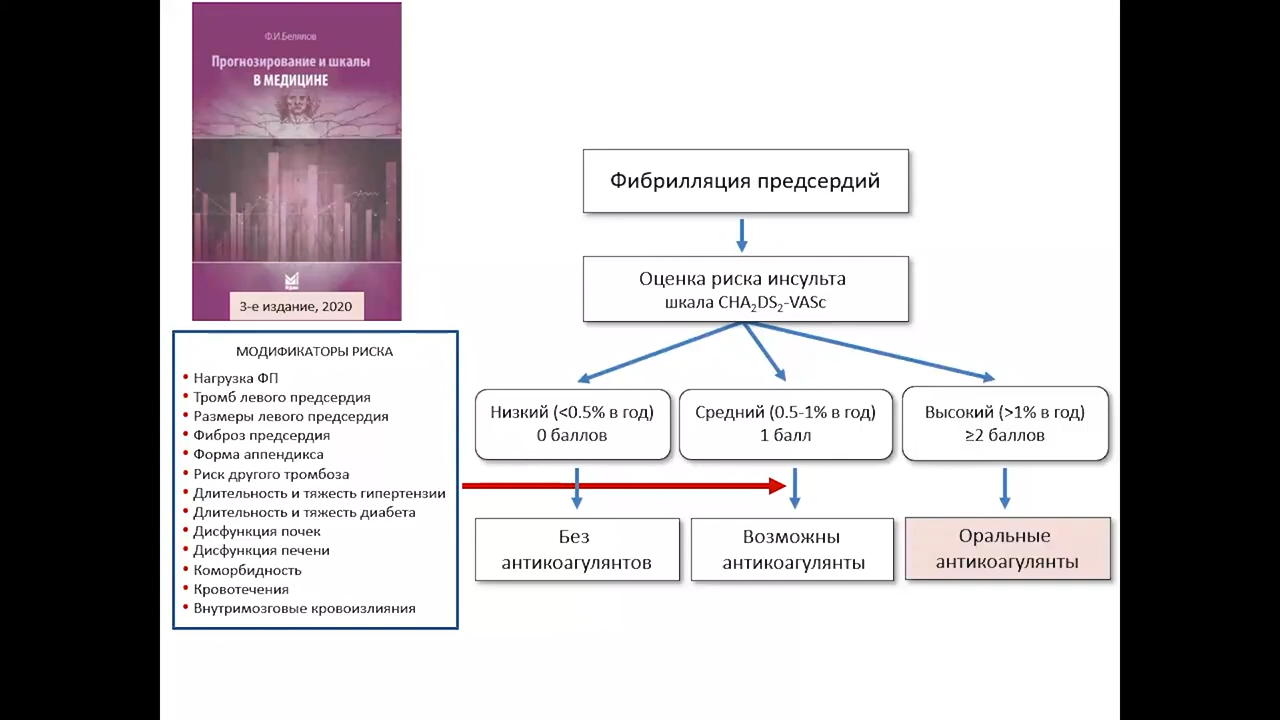 Ф.И.Белялов
Прогнозирование и шкалы
В МЕДИЦИНЕ
3-е издание, 2020
МОДИФИКАТОРЫ РИСКА
• Нагрузка ФП
• Тромб левого предсердия
• Размеры левого предсердия
• Фиброз предсердия
• Форма аппендикса
• Риск другого тромбоза
• Длительность и тяжесть гипертензии
• Длительность и тяжесть диабета
• Дисфункция почек
• Дисфункция печени
• Коморбидность
• Кровотечения
• Внутримозговые кровоизлияния
Фибрилляция предсердий
Оценка риска инсульта
шкала CHA₂DS₂-VASc
Низкий (<0.5% в год)
0 баллов
Средний (0.5-1% в год)
1 балл
Высокий (>1% в год)
≥2 баллов
Без
антикоагулянтов
Возможны
антикоагулянты
Оральные
антикоагулянты